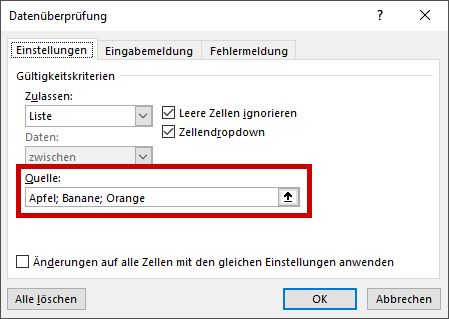 Datenüberprüfung
Einstellungen Eingabemeldung Fehlermeldung
Gültigkeitskriterien
Zulassen:
Liste
Leere Zellen ignorieren
Zellendropdown
Daten:
zwischen
Quelle:
Apfel; Banane; Orange
Änderungen auf alle Zellen mit den gleichen Einstellungen anwenden
Alle löschen OK Abbrechen